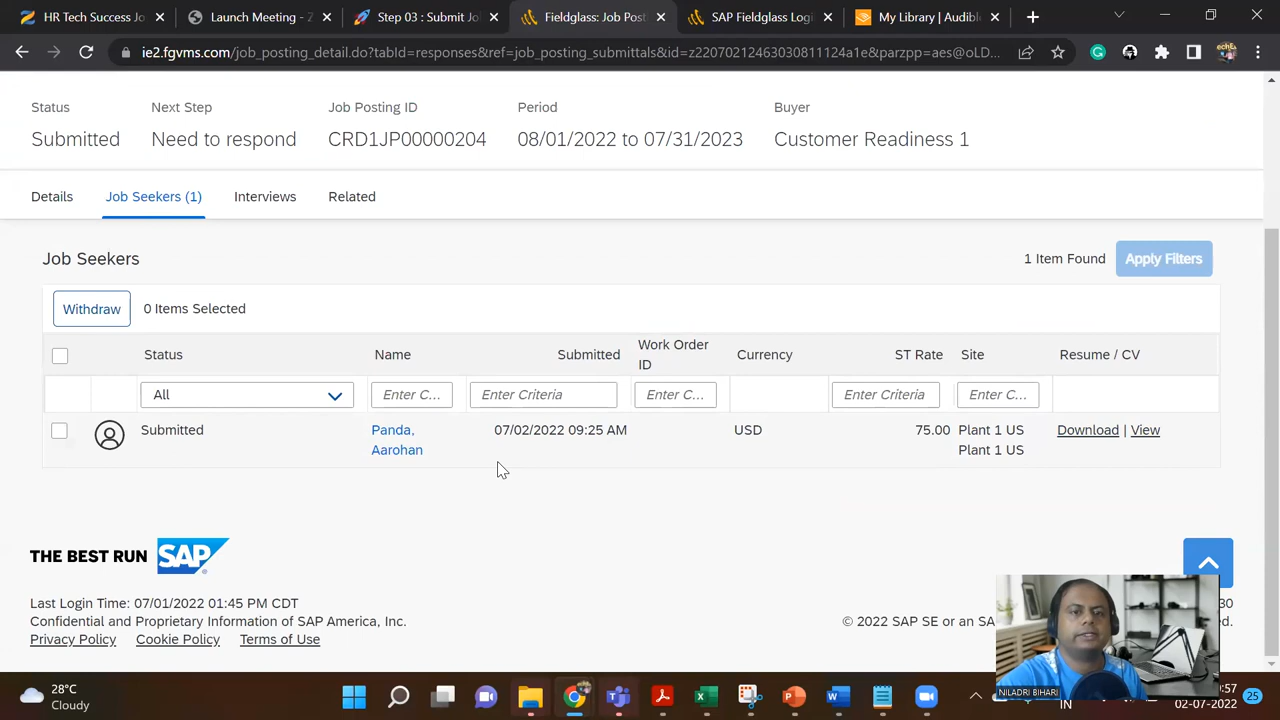 HR Tech Success Jo
Launch Meeting - Z
Step 03 : Submit Jo
Fieldglass: Job Post
SAP Fieldglass Logi
My Library | Audibl
ie2.fgvms.com/job_posting_detail.do?tabId=responses&ref=job_posting_submittals&id=z22070212463030811124a1e&parzpp=aes@oLD...
Status
Next Step
Job Posting ID
Period
Buyer
Submitted
Need to respond
CRD1JP00000204
08/01/2022 to 07/31/2023
Customer Readiness 1
Details
Job Seekers (1)
Interviews
Related
Job Seekers
1 Item Found
Apply Filters
Withdraw
0 Items Selected
Status
Name
Submitted
Work Order
ID
Currency
ST Rate
Site
Resume / CV
All
Enter C...
Enter Criteria
Enter C...
Enter Criteria
Enter C...
Submitted
Panda,
Aarohan
07/02/2022 09:25 AM
USD
75.00
Plant 1 US
Plant 1 US
Download | View
THE BEST RUN SAP
Last Login Time: 07/01/2022 01:45 PM CDT
30
Confidential and Proprietary Information of SAP America, Inc.
© 2022 SAP SE or an SA
ed.
Privacy Policy
Cookie Policy
Terms of Use
NILADRI BIHARI
28°C
Cloudy
IN
:57
02-07-2022
25